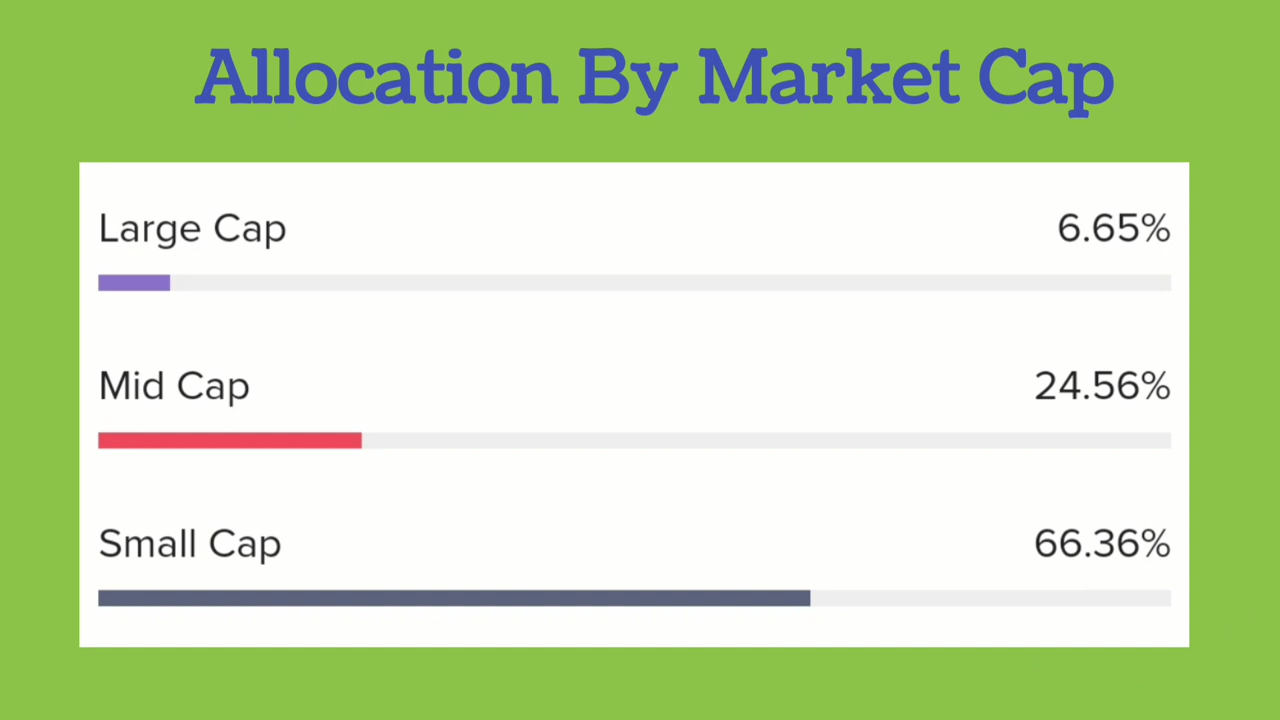 Allocation By Market Cap
Large Cap 6.65%
Mid Cap 24.56%
Small Cap 66.36%